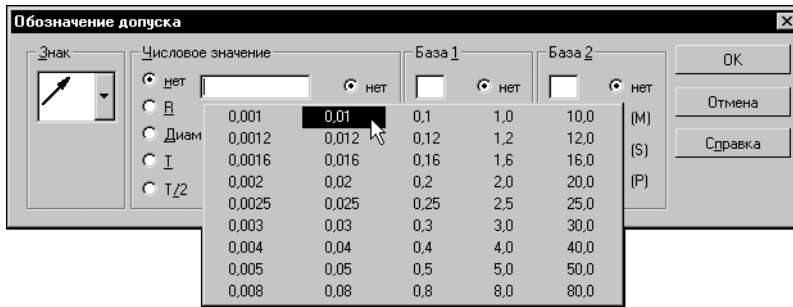 Обозначение допуска
Знак
Числовое значение
База 1
База 2
нет
нет
нет
нет
R
Диам
T
T/2
(M)
(S)
(P)
OK
Отмена
Справка
0,001 0,01 0,1 1,0 10,0
0,0012 0,012 0,12 1,2 12,0
0,0016 0,016 0,16 1,6 16,0
0,002 0,02 0,2 2,0 20,0
0,0025 0,025 0,25 2,5 25,0
0,003 0,03 0,3 3,0 30,0
0,004 0,04 0,4 4,0 40,0
0,005 0,05 0,5 5,0 50,0
0,008 0,08 0,8 8,0 80,0